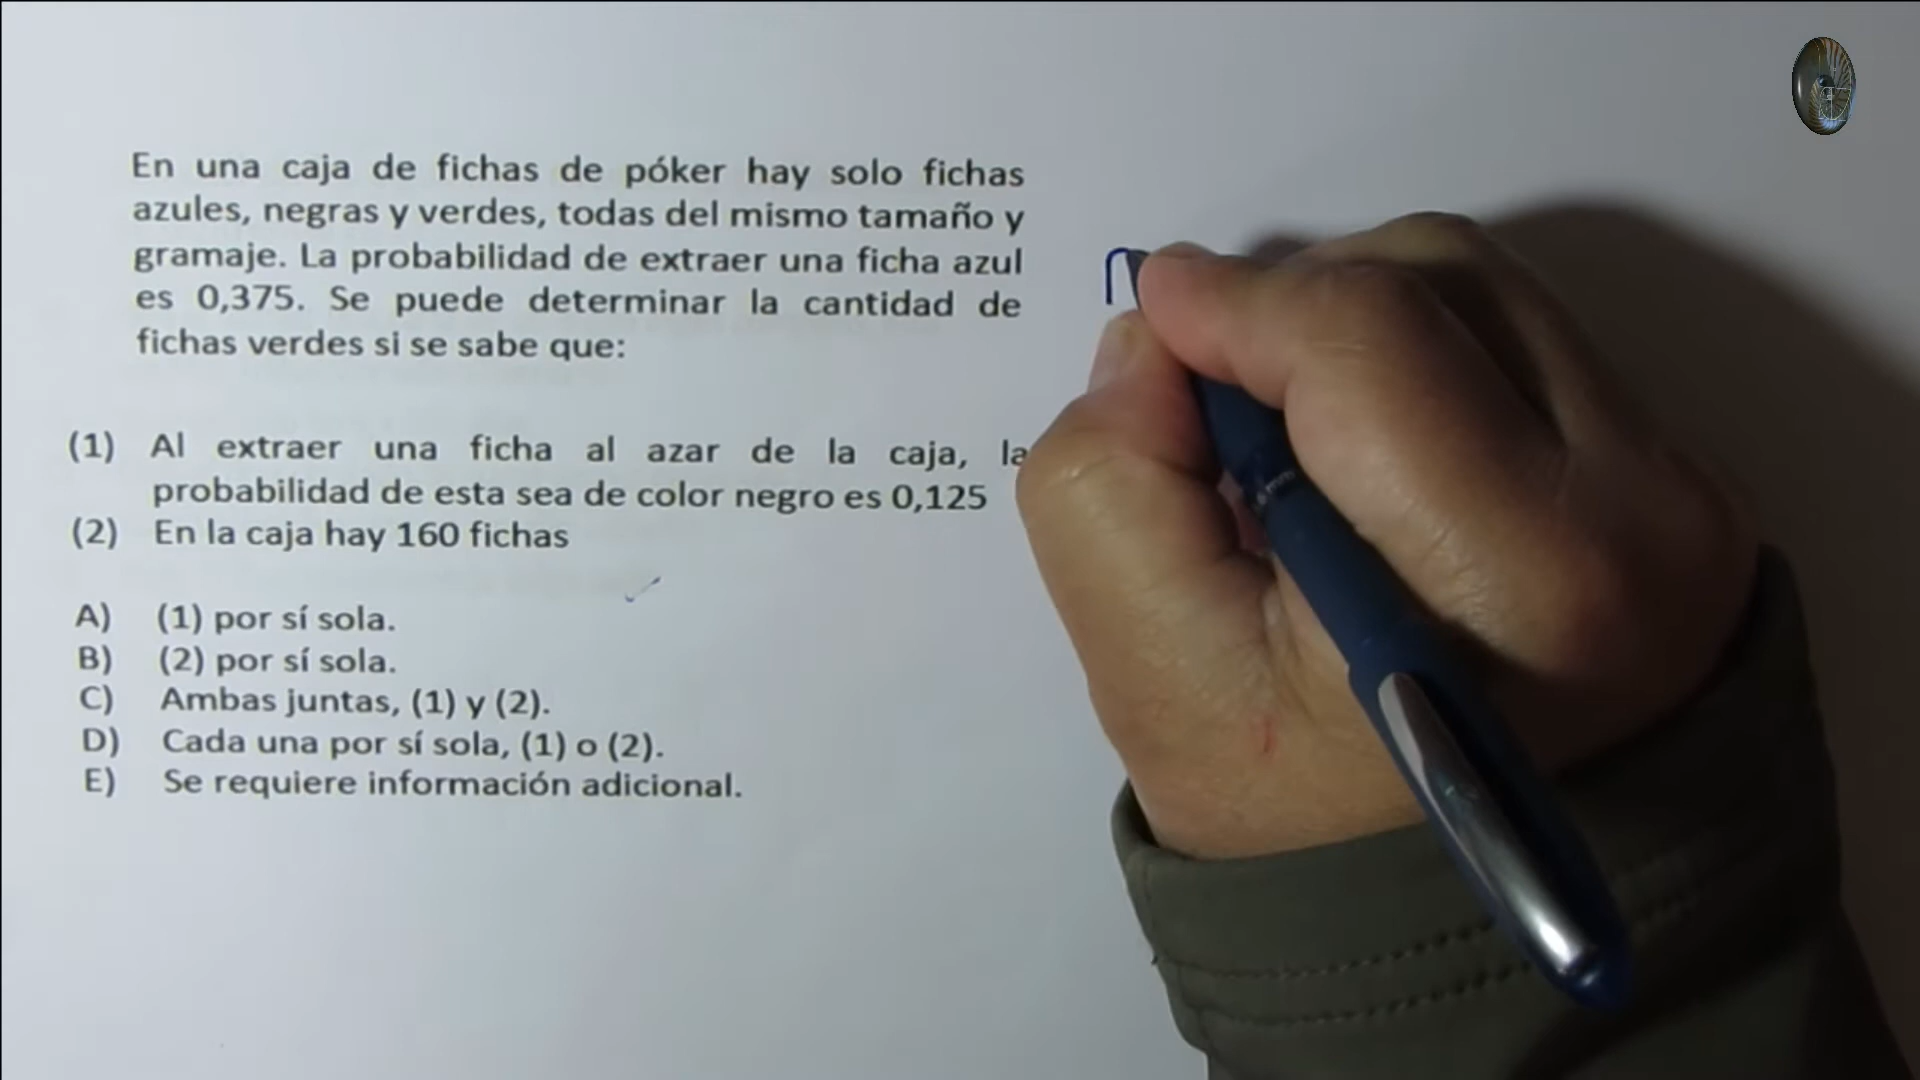 En una caja de fichas de póker hay solo fichas
azules, negras y verdes, todas del mismo tamaño y
gramaje. La probabilidad de extraer una ficha azul
es 0,375. Se puede determinar la cantidad de
fichas verdes si se sabe que:
(1) Al extraer una ficha al azar de la caja, la
probabilidad de esta sea de color negro es 0,125
(2) En la caja hay 160 fichas
A) (1) por sí sola.
B) (2) por sí sola.
C) Ambas juntas, (1) y (2).
D) Cada una por sí sola, (1) o (2).
E) Se requiere información adicional.